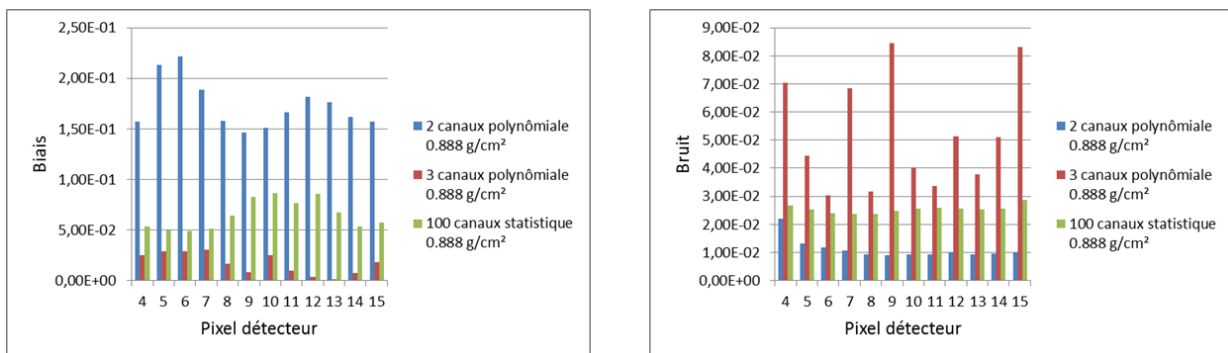 2,50E-01
2,00E-01
1,50E-01
1,00E-01
5,00E-02
0,00E+00
Biais
4 5 6 7 8 9 10 11 12 13 14 15
Pixel détecteur
2 canaux polynômiale
0.888 g/cm²
3 canaux polynômiale
0.888 g/cm²
100 canaux statistique
0.888 g/cm²
9,00E-02
8,00E-02
7,00E-02
6,00E-02
5,00E-02
4,00E-02
3,00E-02
2,00E-02
1,00E-02
0,00E+00
Bruit
4 5 6 7 8 9 10 11 12 13 14 15
Pixel détecteur
2 canaux polynômiale
0.888 g/cm²
3 canaux polynômiale
0.888 g/cm²
100 canaux statistique
0.888 g/cm²